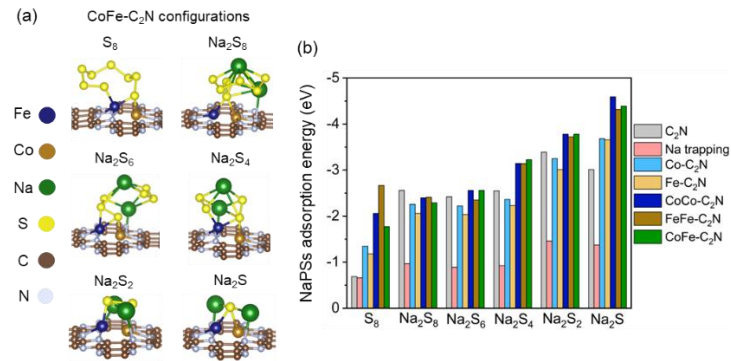 (a) CoFe-C₂N configurations
S₈
Na₂S₈
Fe
Co
Na
S
C
N
Na₂S₆
Na₂S₄
Na₂S₂
Na₂S
(b)
NaPSs adsorption energy (eV)
-5
-4
-3
-2
-1
0
S₈ Na₂S₈ Na₂S₆ Na₂S₄ Na₂S₂ Na₂S
C₂N
Na trapping
Co-C₂N
Fe-C₂N
CoCo-C₂N
FeFe-C₂N
CoFe-C₂N